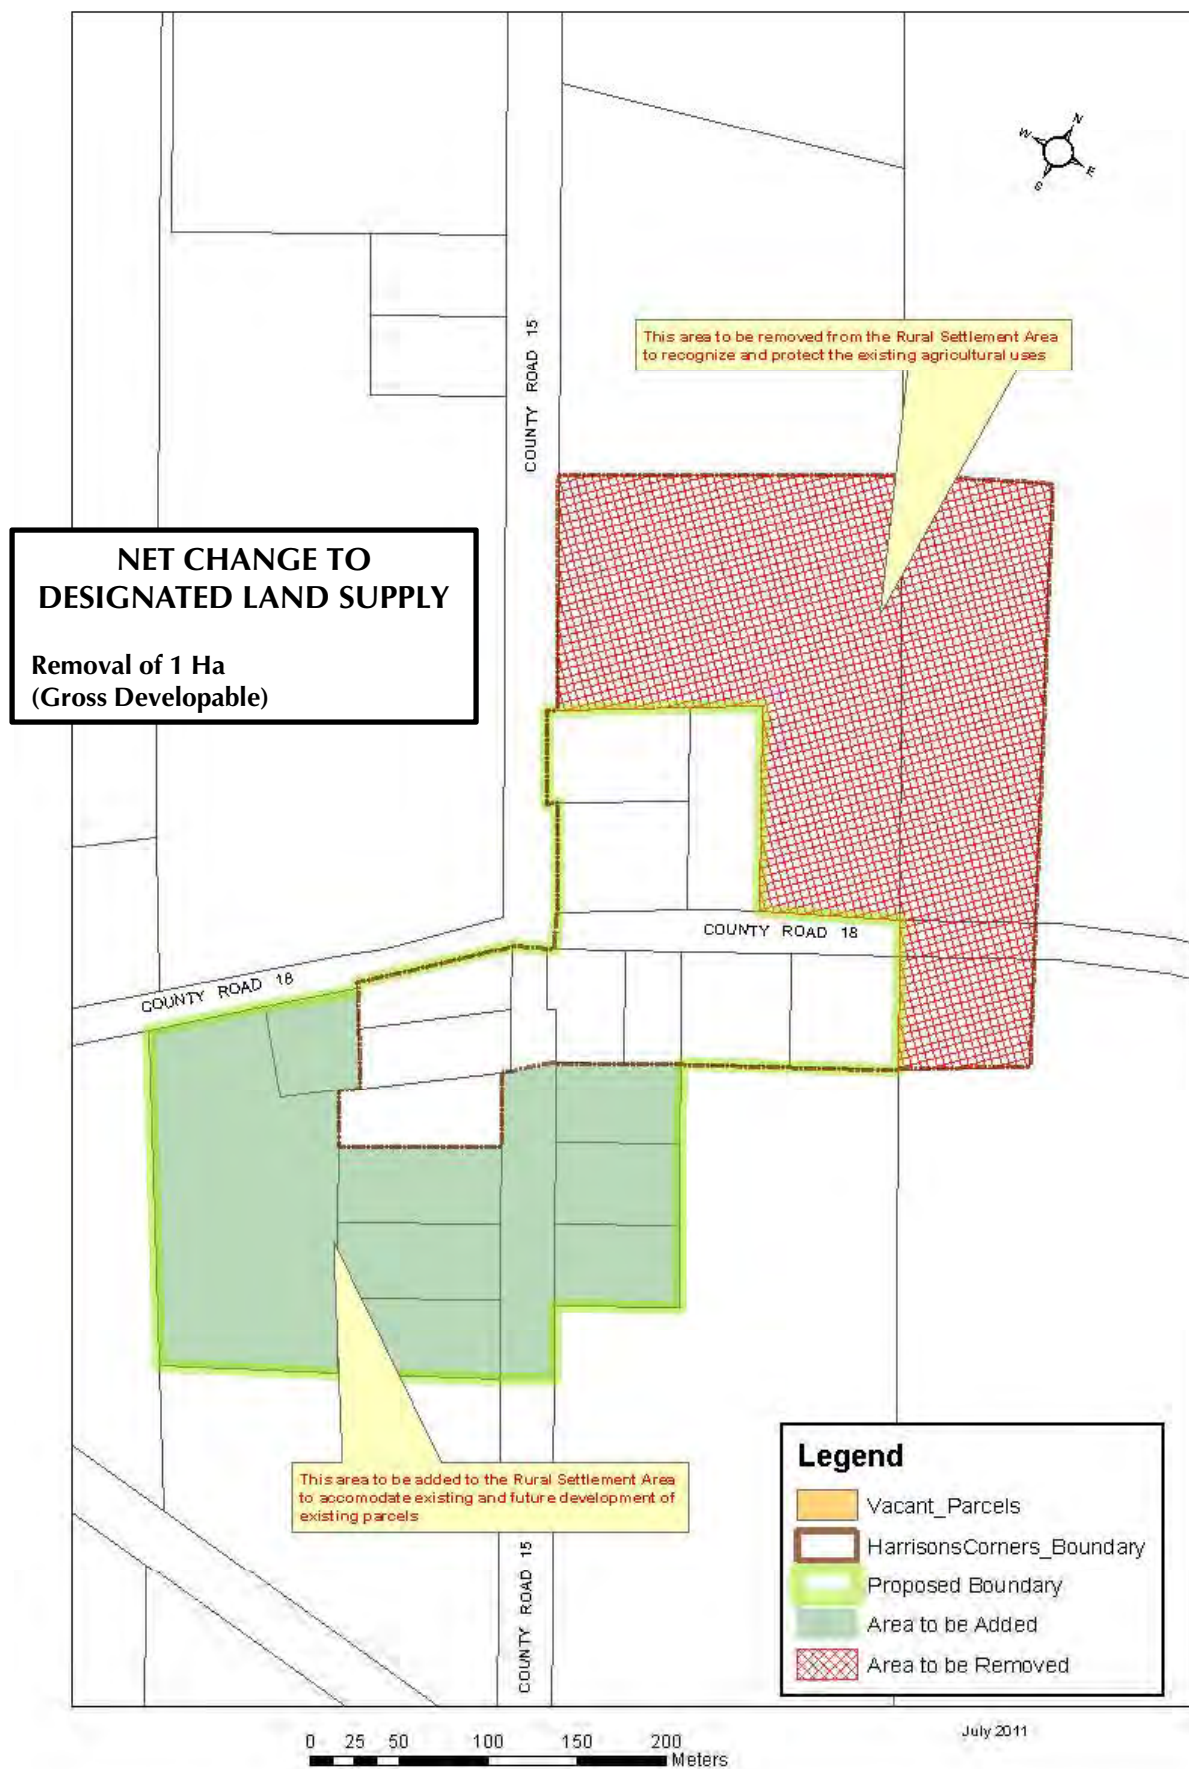 N
W
E
S
COUNTY ROAD 15
This area to be removed from the Rural Settlement Area
to recognize and protect the existing agricultural uses
NET CHANGE TO
DESIGNATED LAND SUPPLY
Removal of 1 Ha
(Gross Developable)
COUNTY ROAD 18
COUNTY ROAD 18
This area to be added to the Rural Settlement Area
to accomodate existing and future development of
existing parcels
COUNTY ROAD 15
Legend
Vacant_Parcels
HarrisonsCorners_Boundary
Proposed Boundary
Area to be Added
Area to be Removed
July 2011
0 25 50 100 150 200
Meters